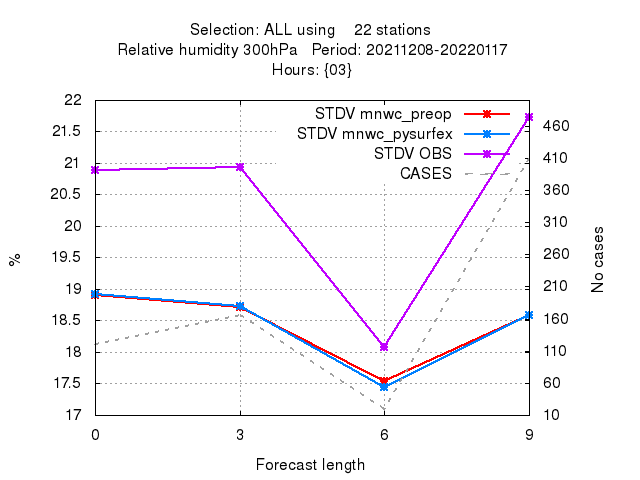 Selection: ALL using 22 stations
Relative humidity 300hPa Period: 20211208-20220117
Hours: {03}
STDV mnwc_preop
STDV mnwc_pysurfex
STDV OBS
CASES
22
21.5
21
20.5
20
19.5
19
18.5
18
17.5
17
%
460
410
360
310
260
210
160
110
60
10
No cases
0 3 6 9
Forecast length